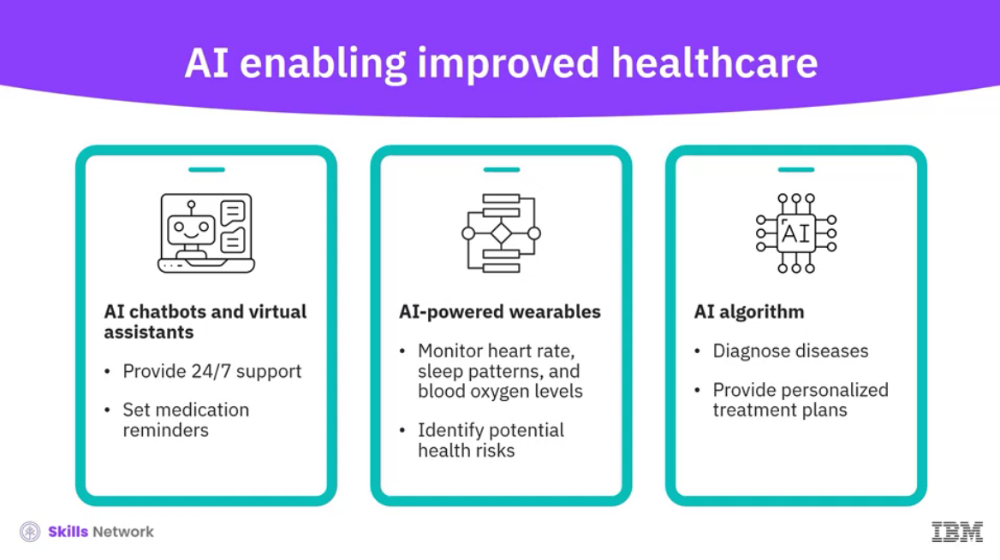 AI enabling improved healthcare
AI chatbots and virtual
assistants
• Provide 24/7 support
• Set medication
reminders
AI-powered wearables
• Monitor heart rate,
sleep patterns, and
blood oxygen levels
• Identify potential
health risks
AI
AI algorithm
• Diagnose diseases
• Provide personalized
treatment plans
Skills Network
IBM